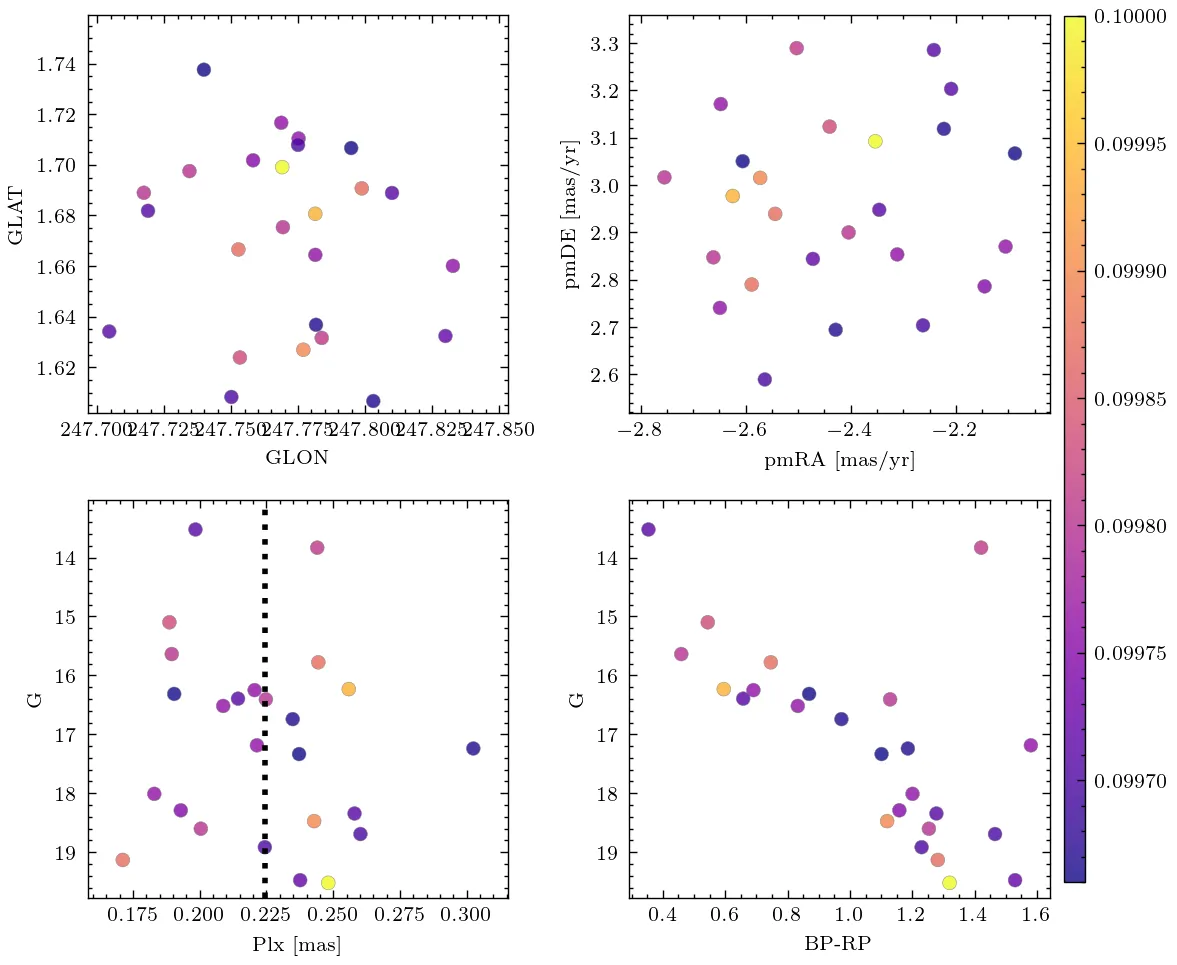 1.74
1.72
1.70
1.68
1.66
1.64
1.62
GLAT
247.700 247.725 247.750 247.775 247.800 247.825 247.850
GLON
3.3
3.2
3.1
3.0
2.9
2.8
2.7
2.6
pmDE [mas/yr]
−2.8 −2.6 −2.4 −2.2
pmRA [mas/yr]
14
15
16
17
18
19
G
0.175 0.200 0.225 0.250 0.275 0.300
Plx [mas]
14
15
16
17
18
19
G
0.4 0.6 0.8 1.0 1.2 1.4 1.6
BP-RP
0.10000
0.09995
0.09990
0.09985
0.09980
0.09975
0.09970